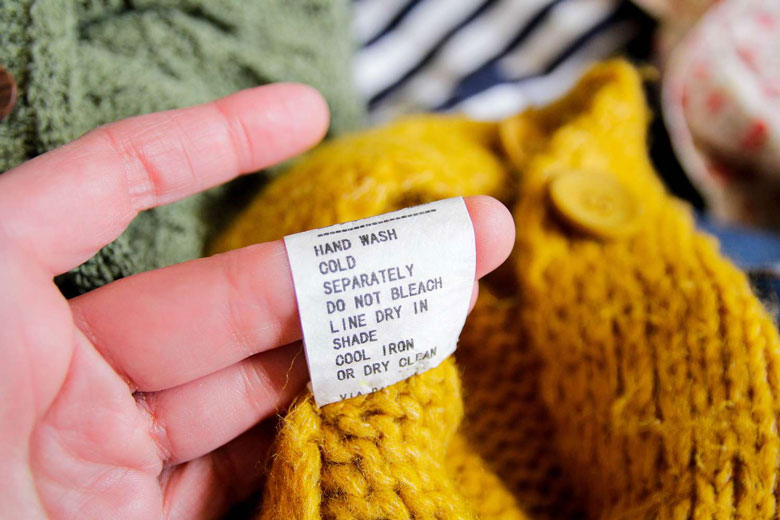 HAND WASH
COLD
SEPARATELY
DO NOT BLEACH
LINE DRY IN
SHADE
COOL IRON
OR DRY CLEAN